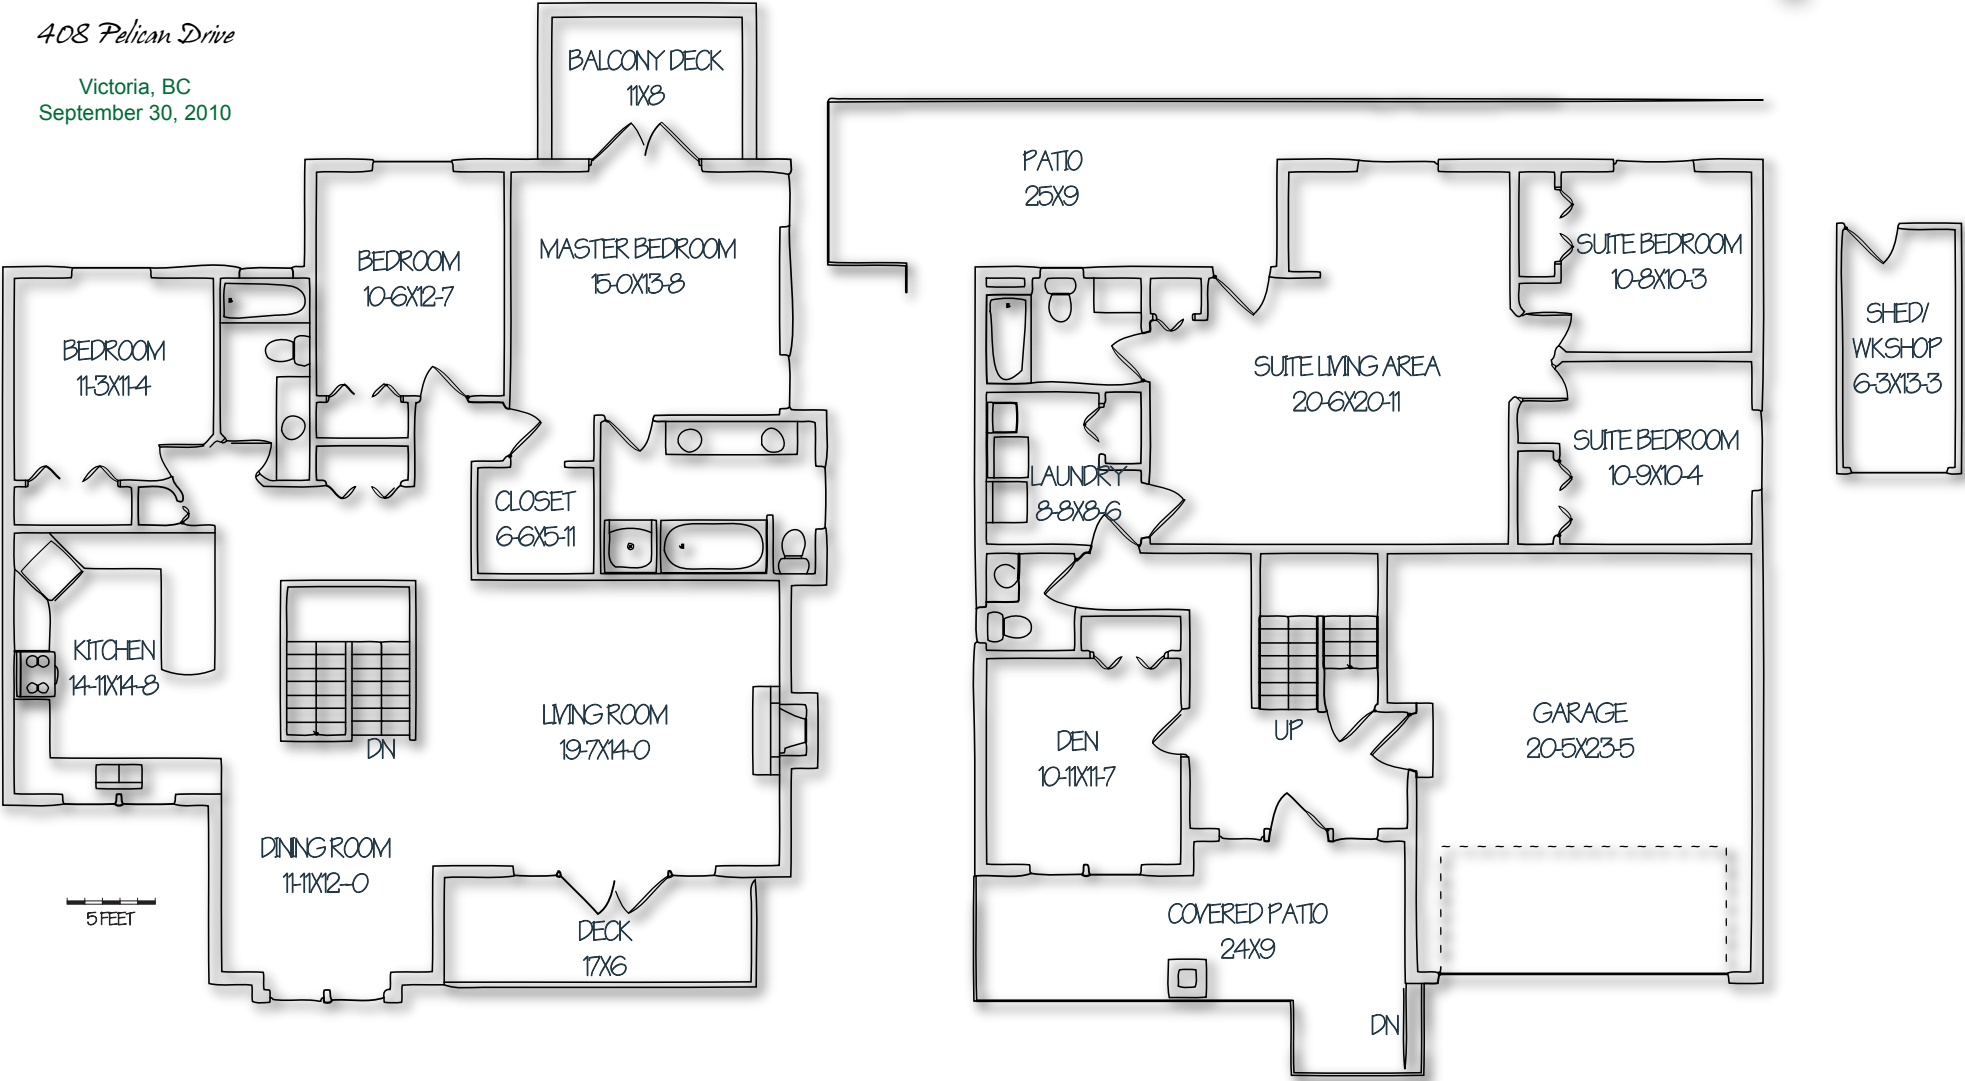 408 Pelican Drive
Victoria, BC
September 30, 2010
BALCONY DECK
11X8
BEDROOM
10-6X12-7
MASTER BEDROOM
15-0X13-8
BEDROOM
11-3X11-4
CLOSET
6-6X5-11
KITCHEN
14-11X14-8
DN
LIVING ROOM
19-7X14-0
DINING ROOM
11-11X12--0
DECK
17X6
5 FEET
PATIO
25X9
SUITE BEDROOM
10-8X10-3
SUITE LIVING AREA
20-6X20-11
SUITE BEDROOM
10-9X10-4
LAUNDRY
8-8X8-6
DEN
10-11X11-7
UP
GARAGE
20-5X23-5
COVERED PATIO
24X9
DN
SHED/
WKSHOP
6-3X13-3